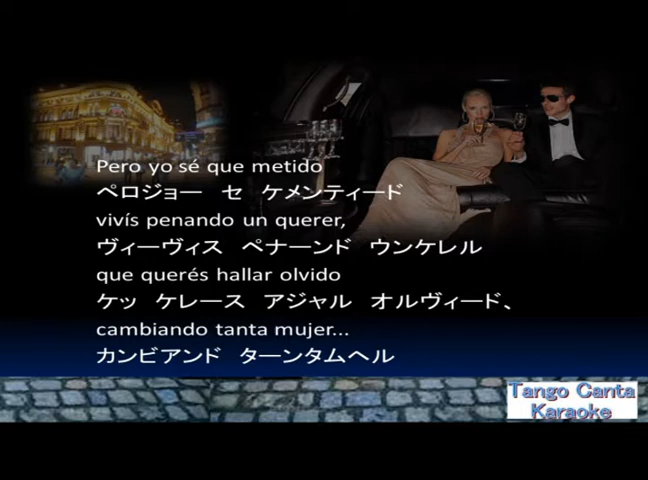 Pero yo sé que metido
ペロジョー セ ケメンティード
vivís penando un querer,
ヴィーヴィス ペナーンド ウンケレル
que querés hallar olvido
ケッ ケレース アジャル オルヴィード、
cambiando tanta mujer...
カンビアンド ターンタムヘル
Tango Canta
Karaoke